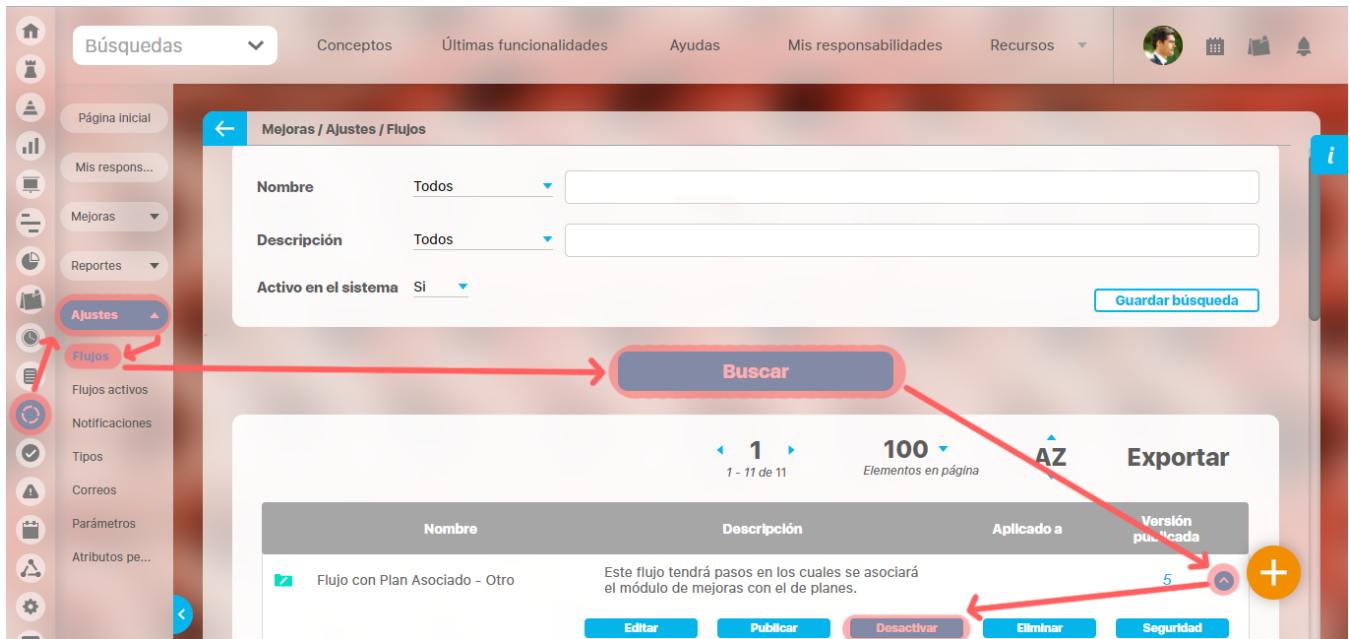 Búsquedas
Conceptos
Últimas funcionalidades
Ayudas
Mis responsabilidades
Recursos
Página inicial
Mis respons...
Mejoras
Reportes
Ajustes
Flujos
Flujos activos
Notificaciones
Tipos
Correos
Parámetros
Atributos pe...
Mejoras / Ajustes / Flujos
i
Nombre
Todos
Descripción
Todos
Activo en el sistema
Si
Guardar búsqueda
Buscar
1
1 - 11 de 11
100
Elementos en página
AZ
Exportar
Nombre
Descripción
Aplicado a
Versión
publicada
Flujo con Plan Asociado - Otro
Este flujo tendrá pasos en los cuales se asociará
el módulo de mejoras con el de planes.
5
Editar
Publicar
Desactivar
Eliminar
Seguridad